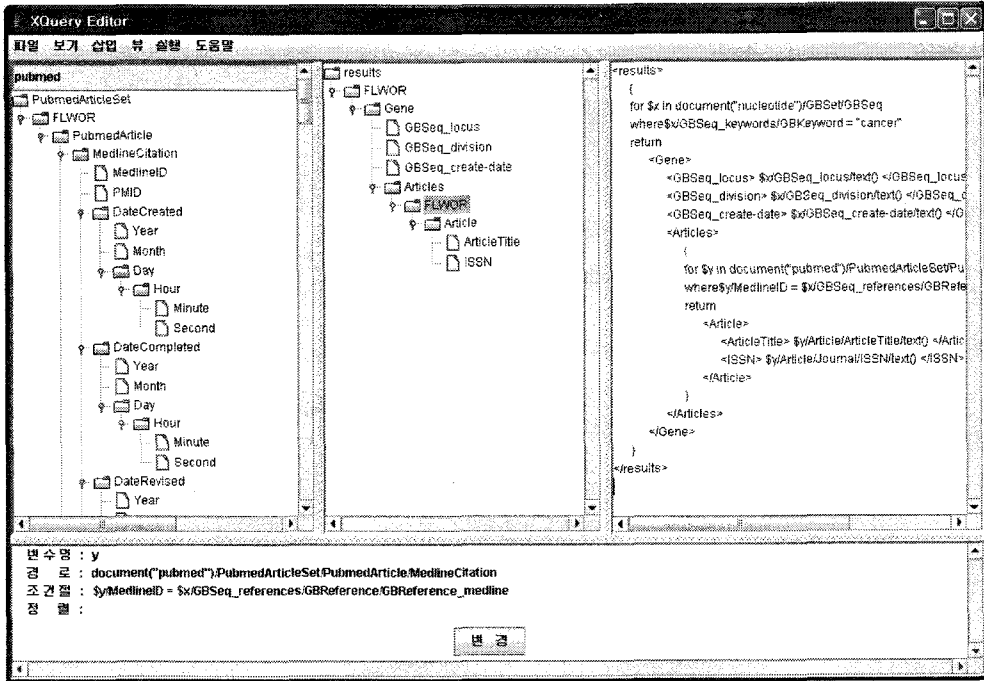 XQuery Editor
파일 보기 삽입 뷰 실행 도움말
pubmed
PubmedArticleSet
FLWOR
PubmedArticle
MedlineCitation
MedlineID
PMID
DateCreated
Year
Month
Day
Hour
Minute
Second
DateCompleted
Year
Month
Day
Hour
Minute
Second
DateRevised
Year
results
FLWOR
Gene
GBSeq_locus
GBSeq_division
GBSeq_create-date
Articles
FLWOR
Article
ArticleTitle
ISSN
<results>
{
for $x in document("nucleotide")/GBSet/GBSeq
where$x/GBSeq_keywords/GBKeyword = "cancer"
return
<Gene>
<GBSeq_locus> $x/GBSeq_locus/text() </GBSeq_locus
<GBSeq_division> $x/GBSeq_division/text() </GBSeq_d
<GBSeq_create-date> $x/GBSeq_create-date/text() </G
<Articles>
{
for $y in document("pubmed")/PubmedArticleSet/Pu
where$y/MedlineID = $x/GBSeq_references/GBRefe
return
<Article>
<ArticleTitle> $y/Article/ArticleTitle/text() </Artic
<ISSN> $y/Article/Journal/ISSN/text() </ISSN>
</Article>
}
</Articles>
</Gene>
}
</results>
변수명 : y
경 로 : document("pubmed")/PubmedArticleSet/PubmedArticle/MedlineCitation
조건절 : $y/MedlineID = $x/GBSeq_references/GBReference/GBReference_medline
정 렬 :
변 경